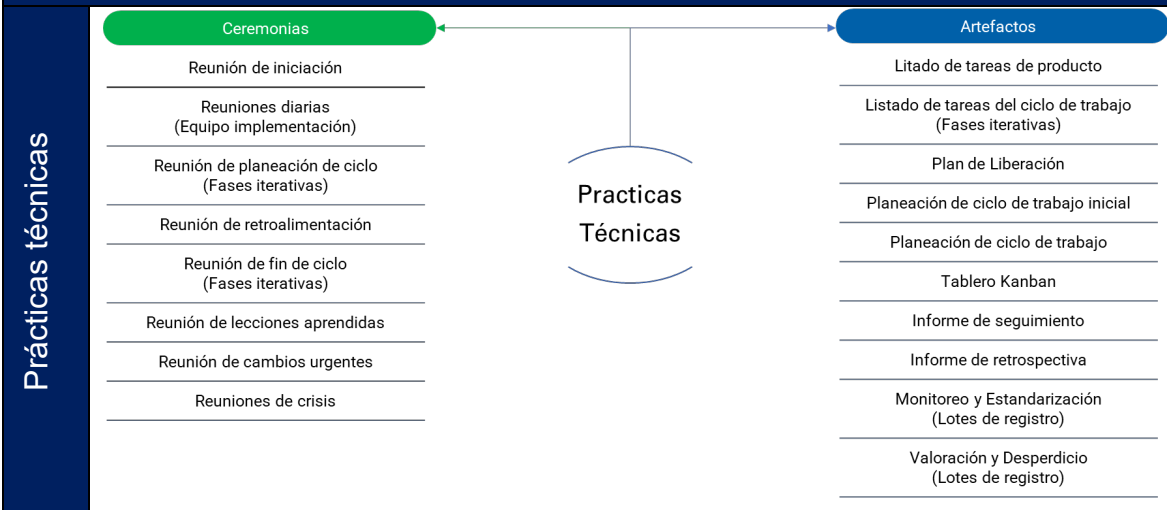 Prácticas técnicas
Ceremonias
Reunión de iniciación
Reuniones diarias
(Equipo implementación)
Reunión de planeación de ciclo
(Fases iterativas)
Reunión de retroalimentación
Reunión de fin de ciclo
(Fases iterativas)
Reunión de lecciones aprendidas
Reunión de cambios urgentes
Reuniones de crisis
Practicas
Técnicas
Artefactos
Litado de tareas de producto
Listado de tareas del ciclo de trabajo
(Fases iterativas)
Plan de Liberación
Planeación de ciclo de trabajo inicial
Planeación de ciclo de trabajo
Tablero Kanban
Informe de seguimiento
Informe de retrospectiva
Monitoreo y Estandarización
(Lotes de registro)
Valoración y Desperdicio
(Lotes de registro)